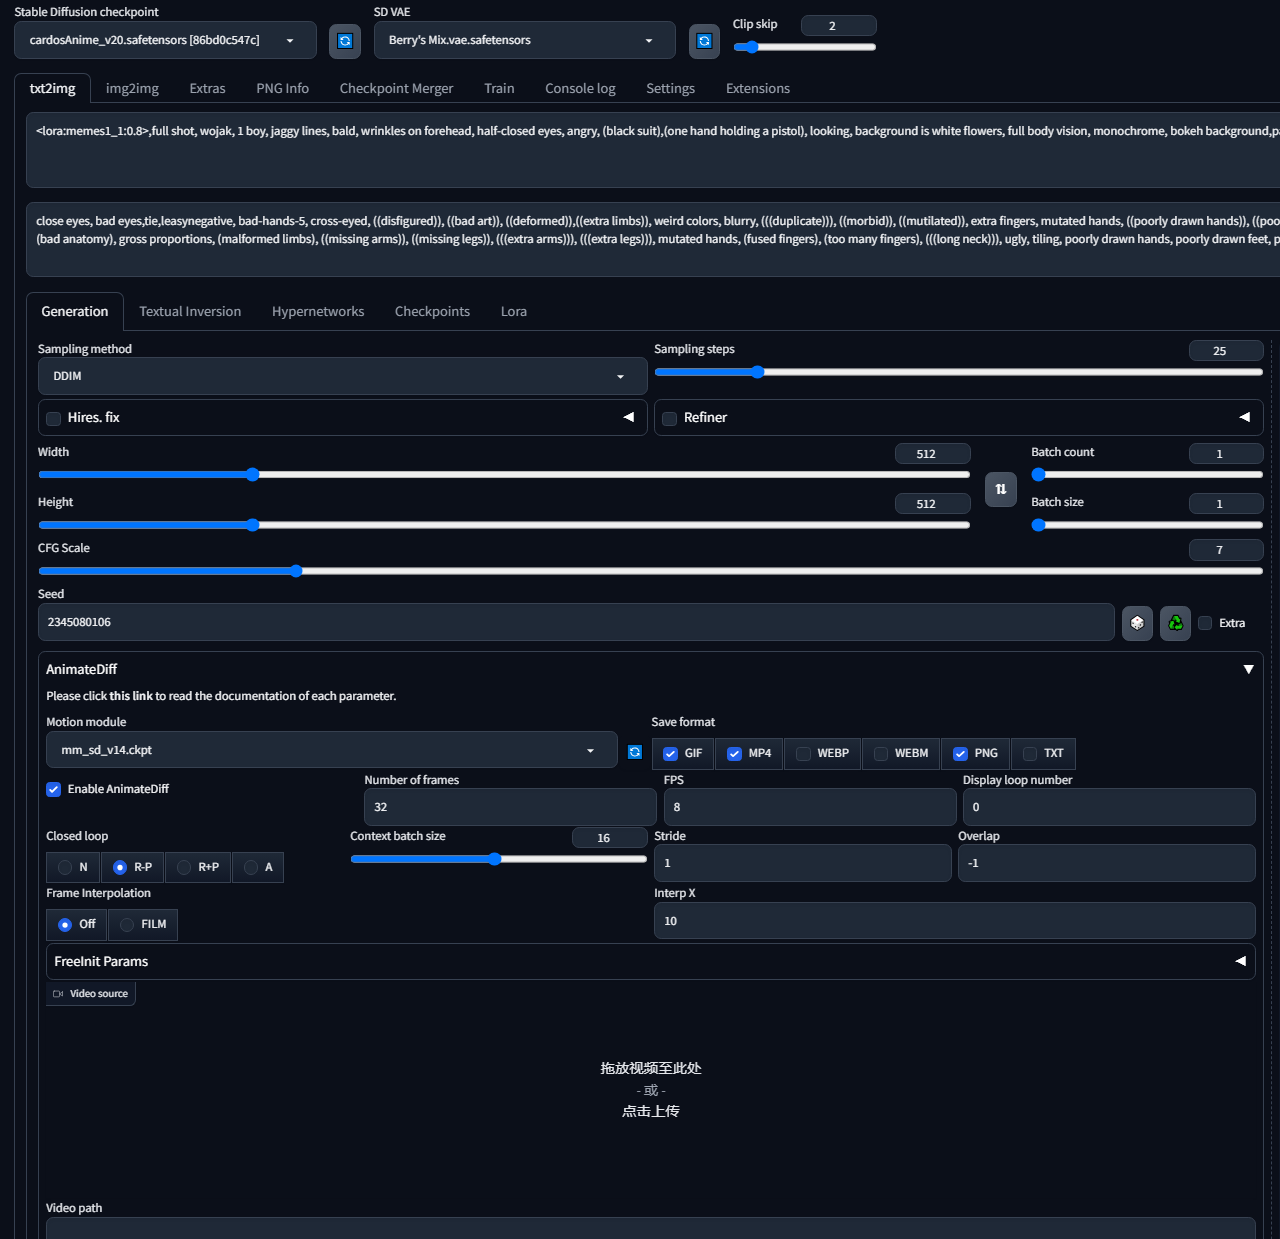 Stable Diffusion checkpoint
SD VAE
Clip skip
2
cardosAnime_v20.safetensors [86bd0c547c]
Berry's Mix.vae.safetensors
txt2img
img2img
Extras
PNG Info
Checkpoint Merger
Train
Console log
Settings
Extensions
<lora:memes1_1:0.8>,full shot, wojak, 1 boy, jaggy lines, bald, wrinkles on forehead, half-closed eyes, angry, (black suit),(one hand holding a pistol), looking, background is white flowers, full body vision, monochrome, bokeh background,pa
close eyes, bad eyes,tie,leasynegative, bad-hands-5, cross-eyed, ((disfigured)), ((bad art)), ((deformed)),((extra limbs)), weird colors, blurry, (((duplicate))), ((morbid)), ((mutilated)), extra fingers, mutated hands, ((poorly drawn hands)), ((poo
(bad anatomy), gross proportions, (malformed limbs), ((missing arms)), ((missing legs)), (((extra arms))), (((extra legs))), mutated hands, (fused fingers), (too many fingers), (((long neck))), ugly, tiling, poorly drawn hands, poorly drawn feet, p
Generation
Textual Inversion
Hypernetworks
Checkpoints
Lora
Sampling method
Sampling steps
25
DDIM
Hires. fix
Refiner
Width
512
Batch count
1
Height
512
Batch size
1
CFG Scale
7
Seed
2345080106
Extra
AnimateDiff
Please click this link to read the documentation of each parameter.
Motion module
Save format
mm_sd_v14.ckpt
GIF
MP4
WEBP
WEBM
PNG
TXT
Enable AnimateDiff
Number of frames
32
FPS
8
Display loop number
0
Closed loop
N
R-P
R+P
A
Context batch size
16
Stride
1
Overlap
-1
Frame Interpolation
Off
FILM
Interp X
10
FreeInit Params
Video source
拖放视频至此处
- 或 -
点击上传
Video path